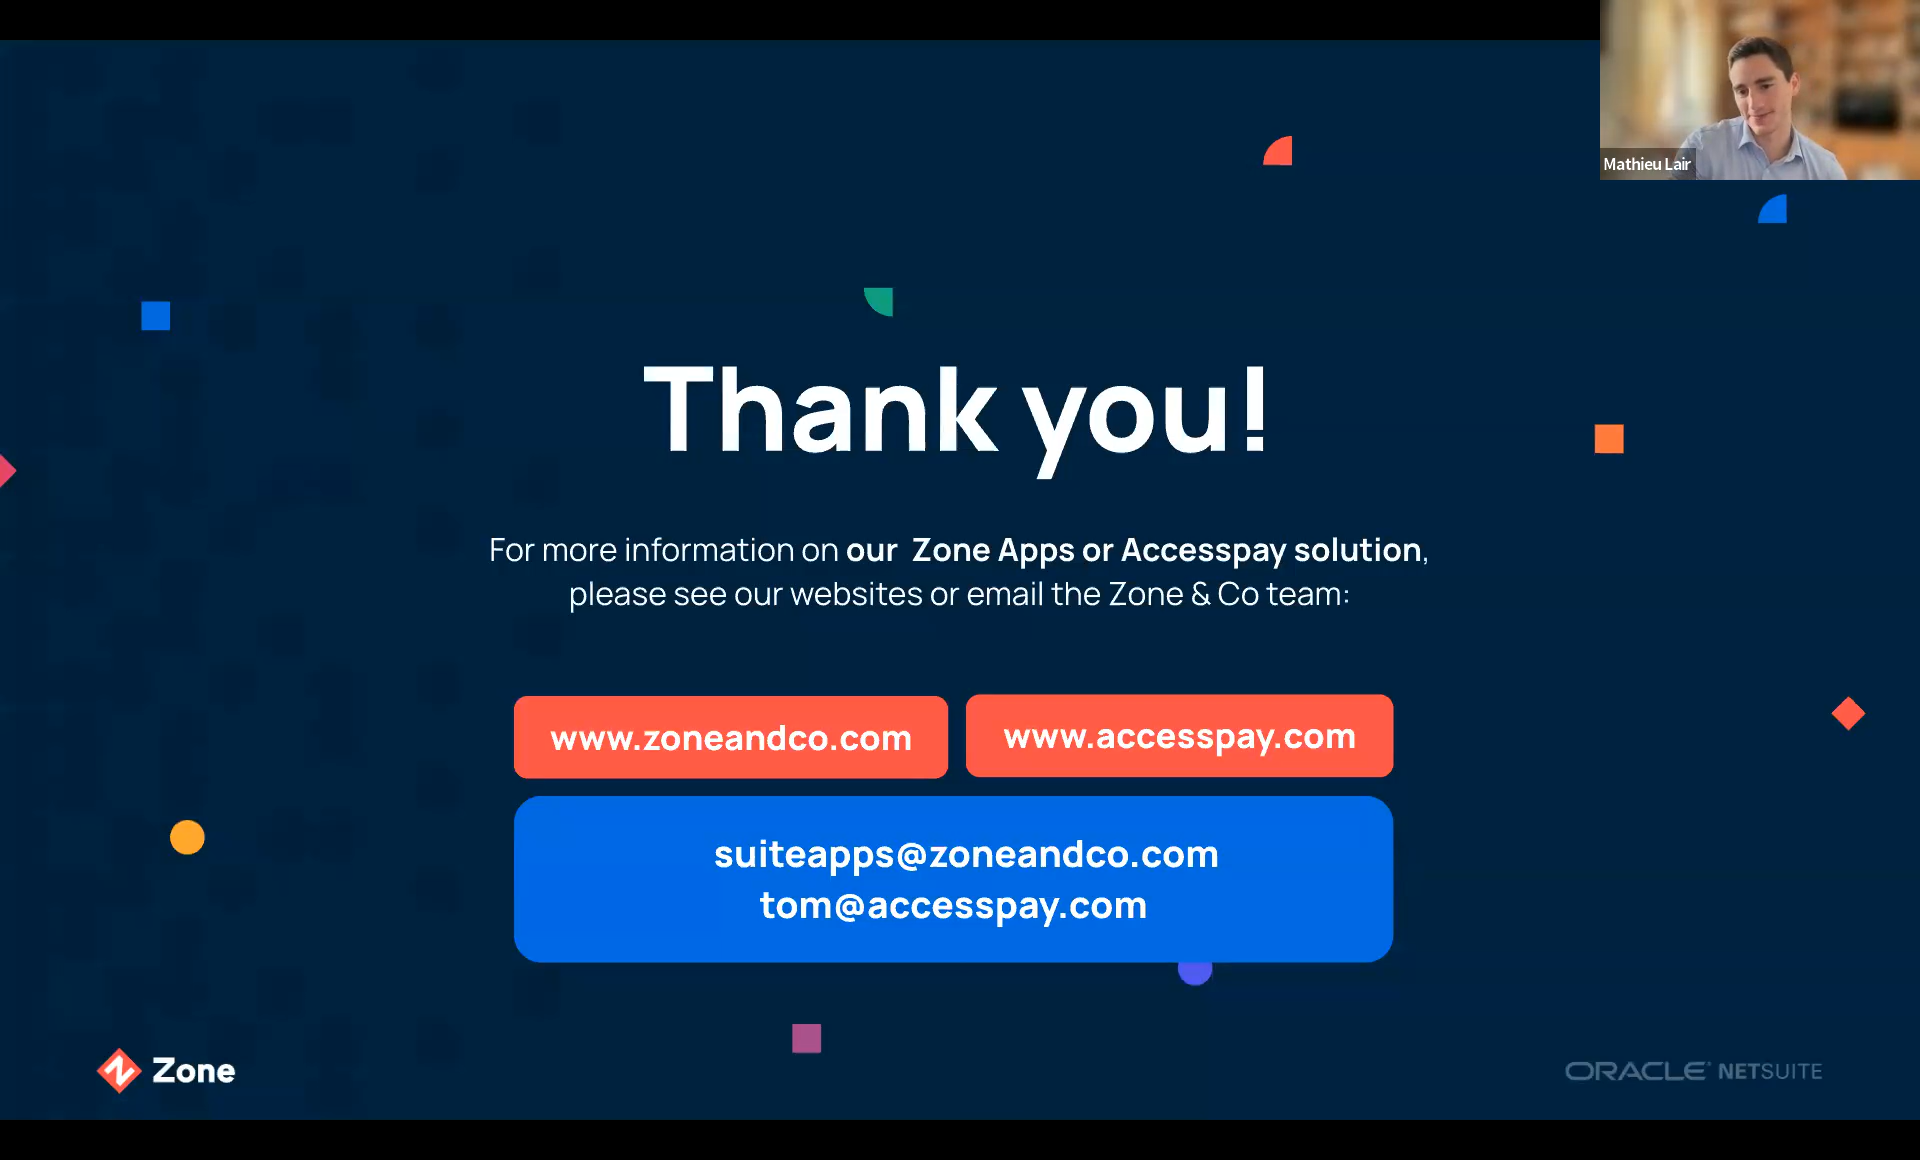 Mathieu Lair
Thank you!
For more information on our Zone Apps or Accesspay solution,
please see our websites or email the Zone & Co team:
www.zoneandco.com
www.accesspay.com
suiteapps@zoneandco.com
tom@accesspay.com
Zone
ORACLE NETSUITE